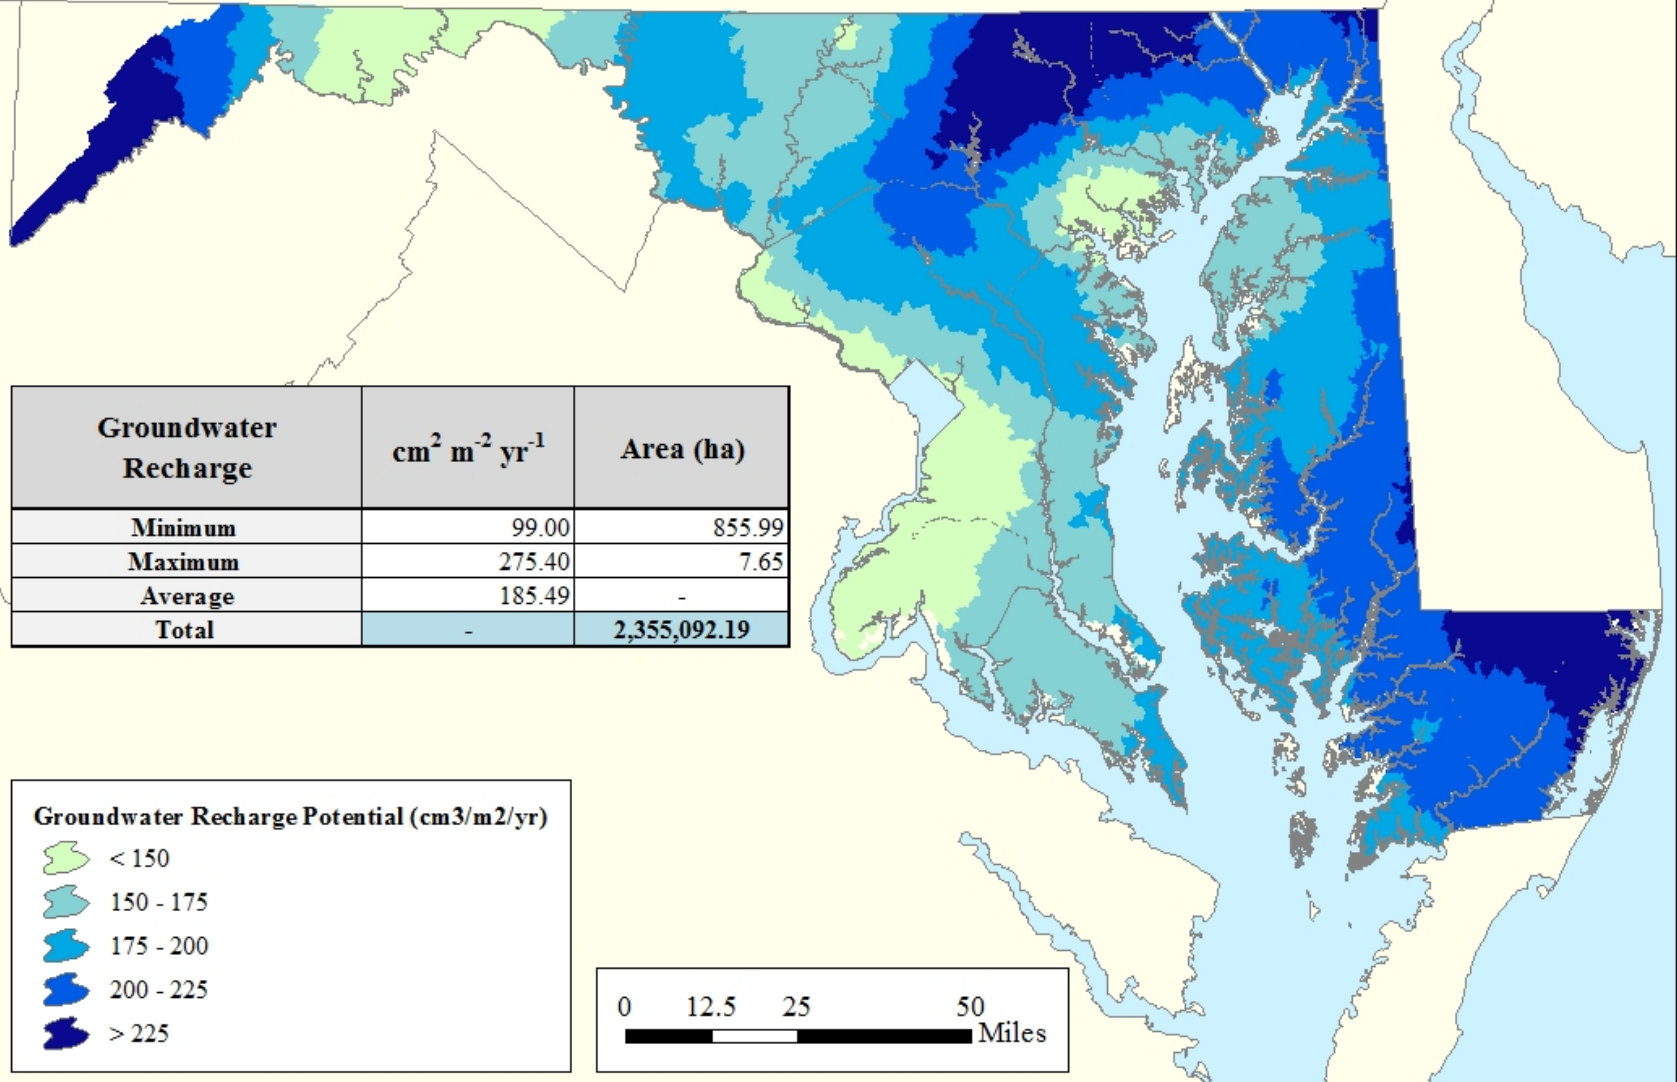 Groundwater
Recharge
cm2 m-2 yr-1
Area (ha)
Minimum 99.00 855.99
Maximum 275.40 7.65
Average 185.49 -
Total - 2,355,092.19
Groundwater Recharge Potential (cm3/m2/yr)
< 150
150 - 175
175 - 200
200 - 225
> 225
0 12.5 25 50
Miles